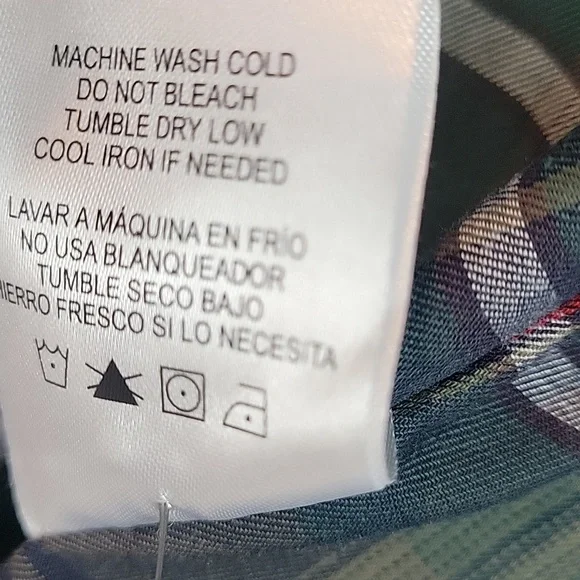 MACHINE WASH COLD
DO NOT BLEACH
TUMBLE DRY LOW
COOL IRON IF NEEDED
LAVAR A MÁQUINA EN FRÍO
NO USA BLANQUEADOR
TUMBLE SECO BAJO
HIERRO FRESCO SI LO NECESITA